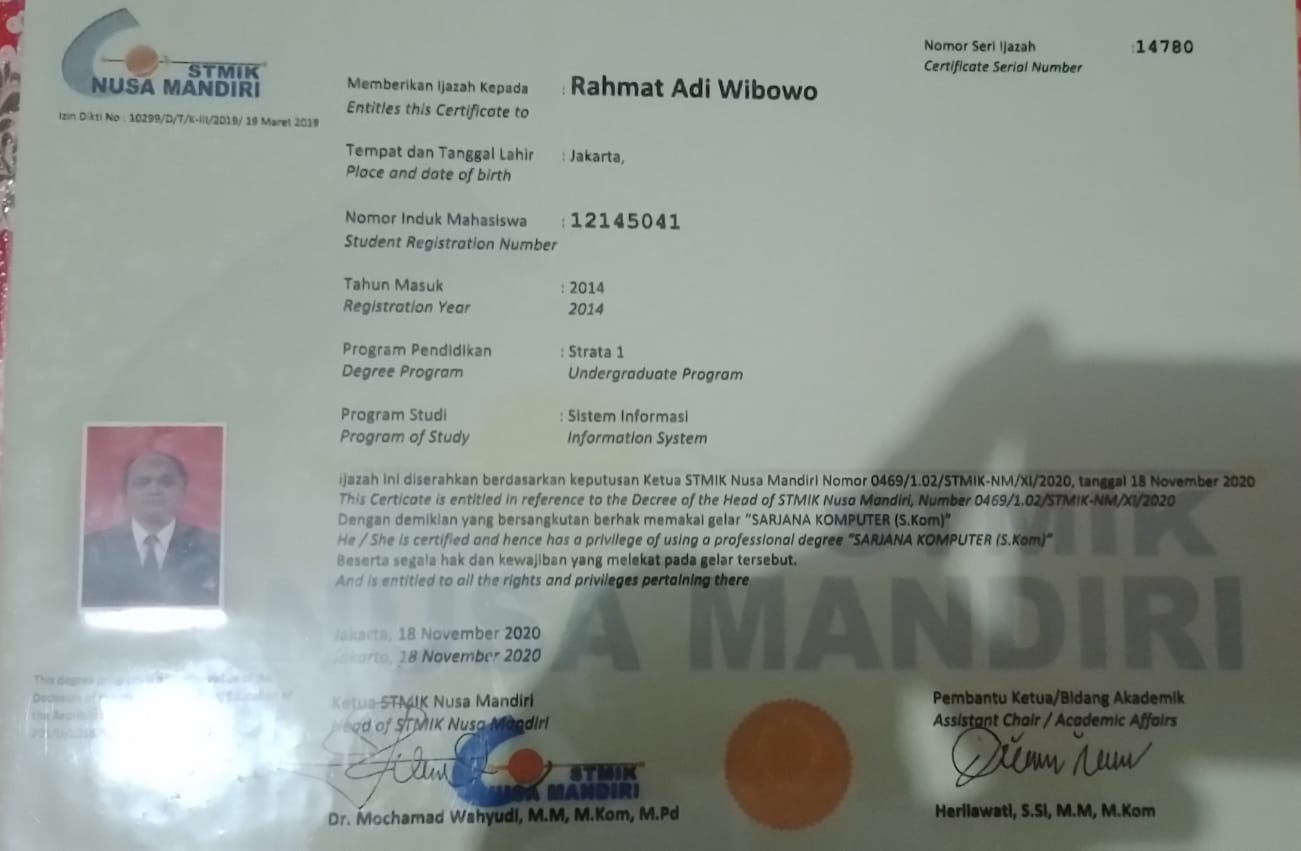 STMIK
NUSA MANDIRI
Izin Dikti No : 10299/D/T/K-III/2019/ 19 Maret 2019
Nomor Seri Ijazah :14780
Certificate Serial Number
Memberikan Ijazah Kepada : Rahmat Adi Wibowo
Entitles this Certificate to
Tempat dan Tanggal Lahir : Jakarta,
Place and date of birth
Nomor Induk Mahasiswa : 12145041
Student Registration Number
Tahun Masuk : 2014
Registration Year 2014
Program Pendidikan : Strata 1
Degree Program Undergraduate Program
Program Studi : Sistem Informasi
Program of Study Information System
ijazah ini diserahkan berdasarkan keputusan Ketua STMIK Nusa Mandiri Nomor 0469/1.02/STMIK-NM/XI/2020, tanggal 18 November 2020
This Certicate is entitled in reference to the Decree of the Head of STMIK Nusa Mandiri, Number 0469/1.02/STMIK-NM/XI/2020
Dengan demikian yang bersangkutan berhak memakai gelar "SARJANA KOMPUTER (S.Kom)"
He / She is certified and hence has a privilege of using a professional degree "SARJANA KOMPUTER (S.Kom)"
Beserta segala hak dan kewajiban yang melekat pada gelar tersebut.
And is entitled to all the rights and privileges pertaining there
STMIK
NUSA MANDIRI
Jakarta, 18 November 2020
Jakarta, 18 November 2020
This degree
Ketua STMIK Nusa Mandiri
Head of STMIK Nusa Mandiri
STMIK
NUSA MANDIRI
Dr. Mochamad Wahyudi, M.M, M.Kom, M.Pd
Pembantu Ketua/Bidang Akademik
Assistant Chair / Academic Affairs
Herilawati, S.Si, M.M, M.Kom